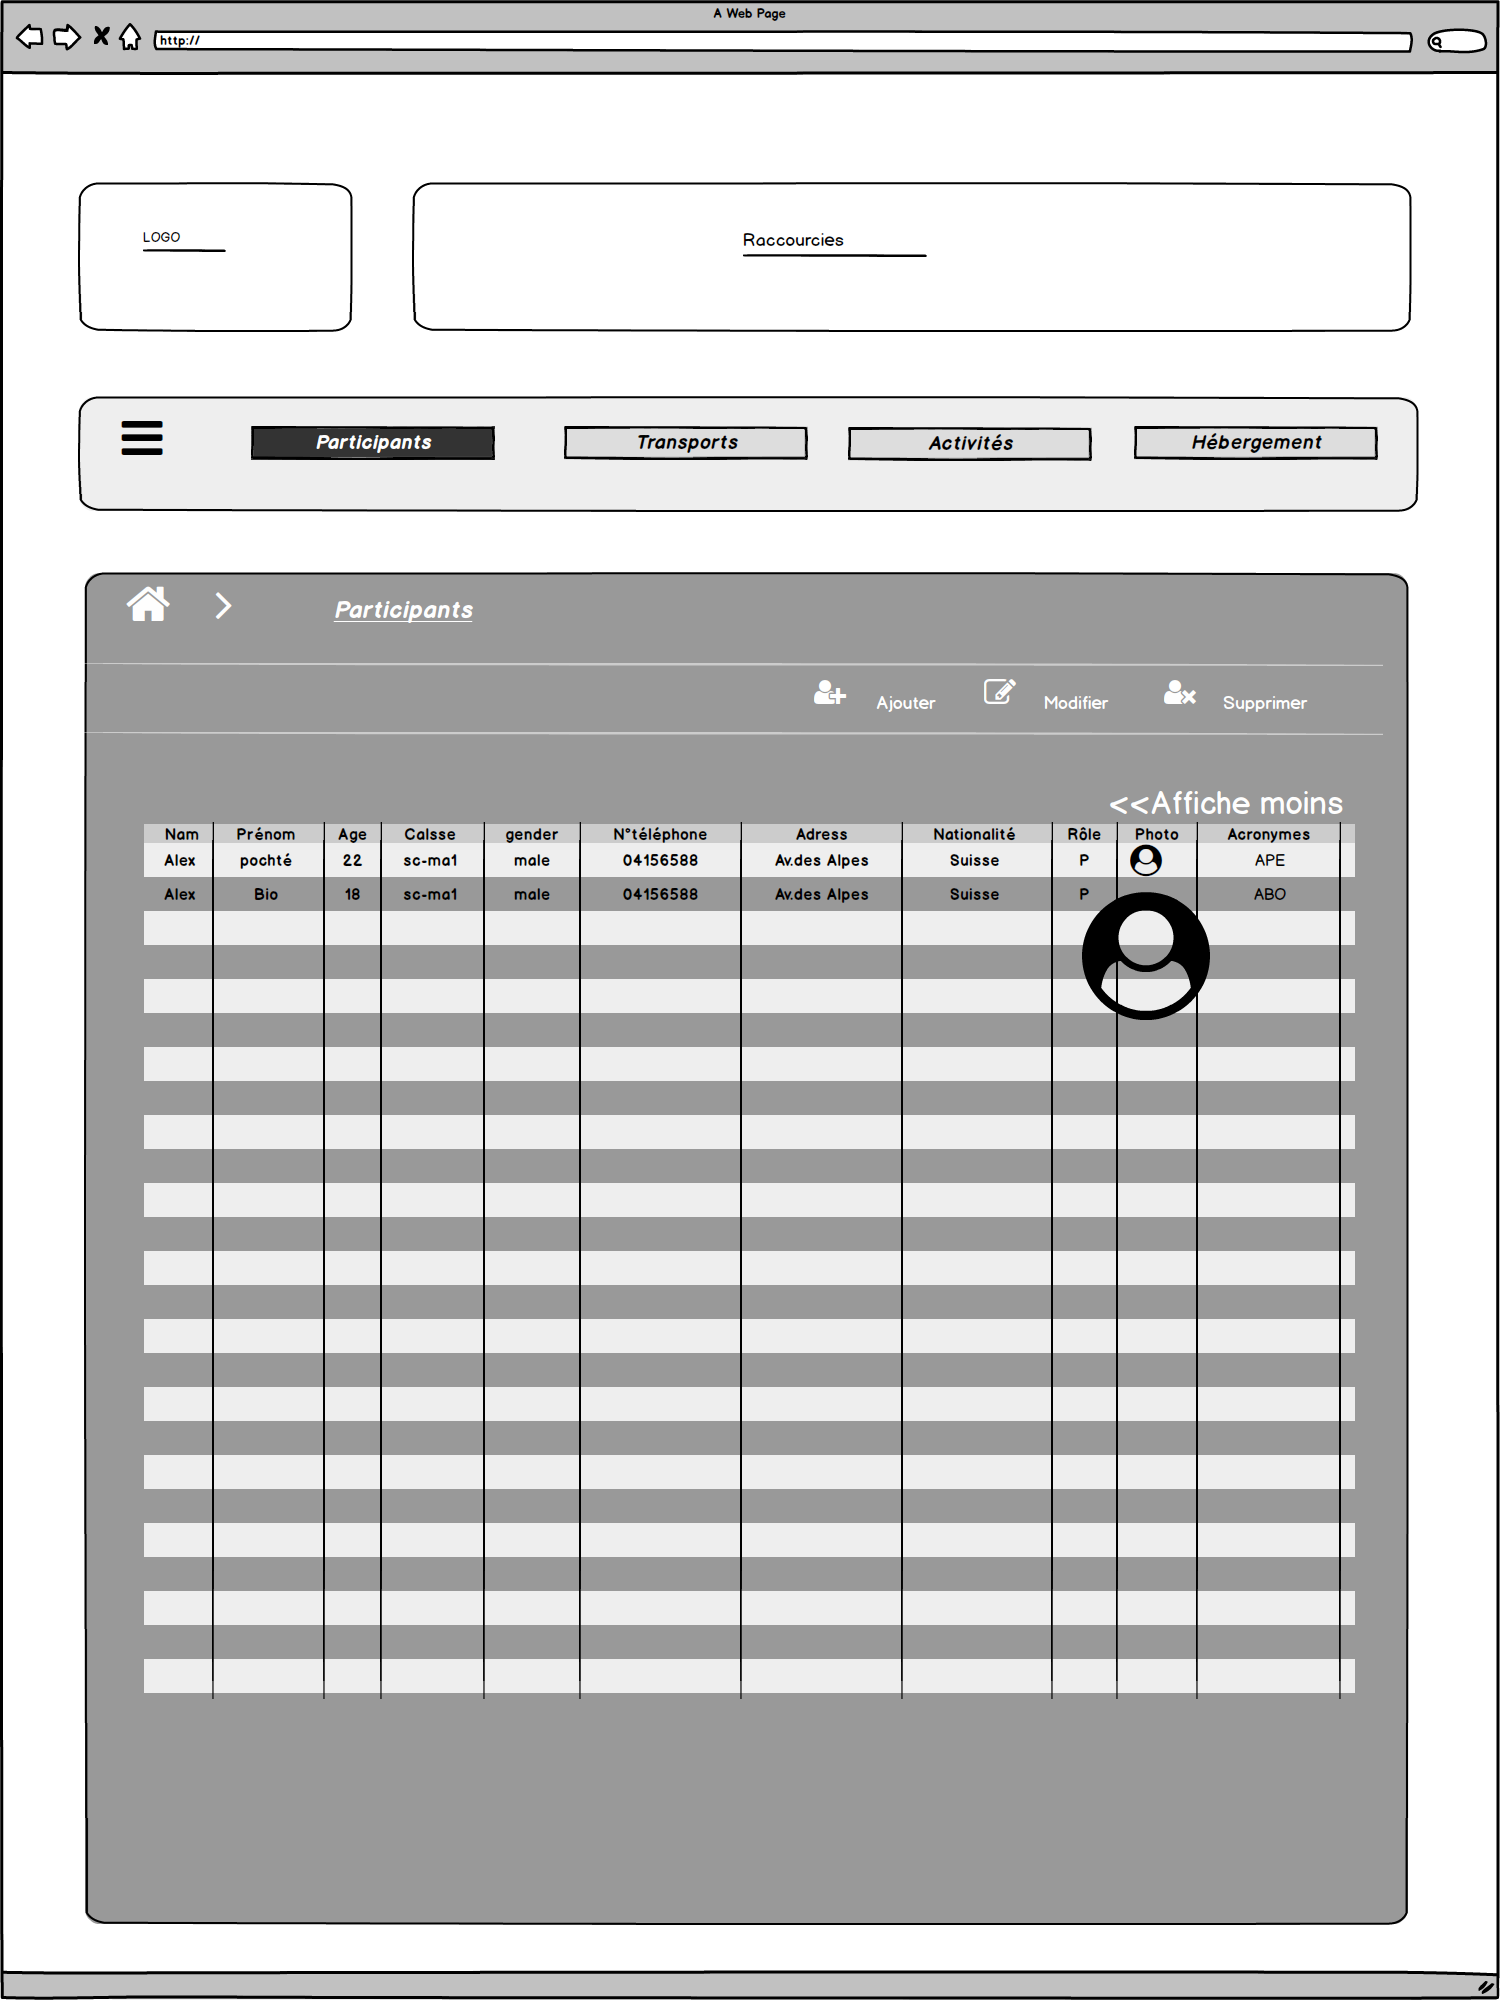 A Web Page
http://
LOGO
Raccourcies
Participants Transports Activités Hébergement
Participants
Ajouter Modifier Supprimer
<<Affiche moins
Nam Prénom Age Calsse gender N°téléphone Adress Nationalité Rôle Photo Acronymes
Alex pochté 22 sc-ma1 male 04156588 Av.des Alpes Suisse P APE
Alex Bio 18 sc-ma1 male 04156588 Av.des Alpes Suisse P ABO